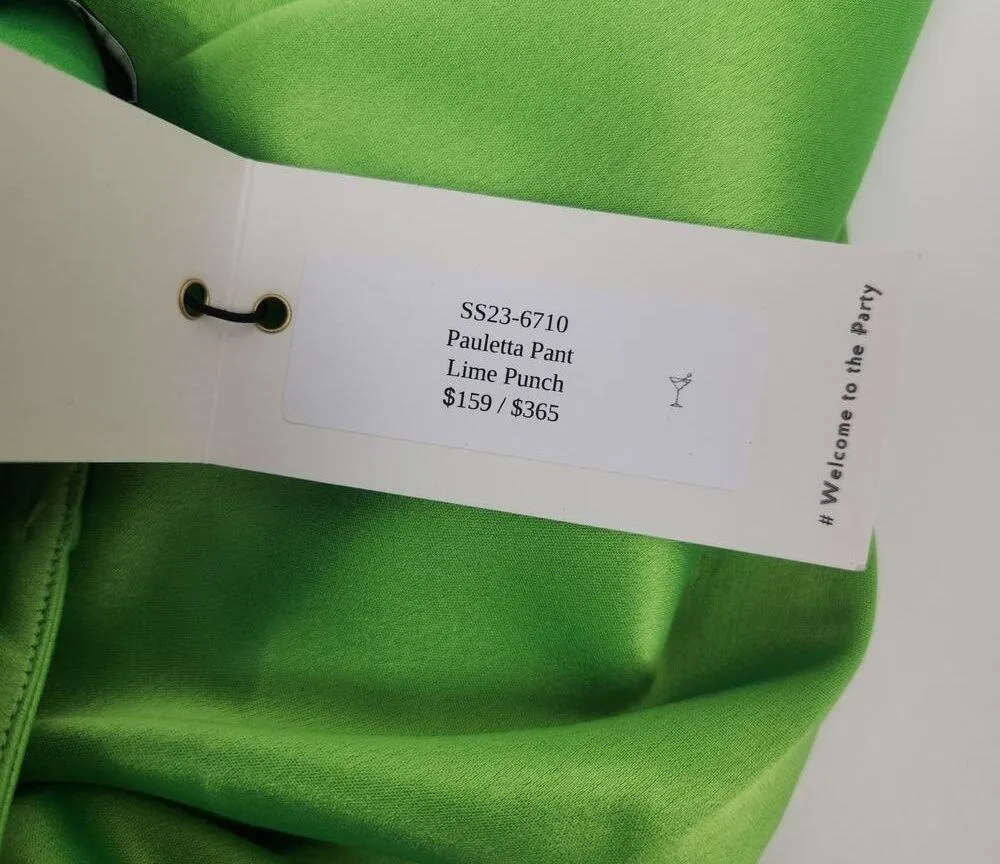 SS23-6710
Pauletta Pant
Lime Punch
$159 / $365
# Welcome to the Party